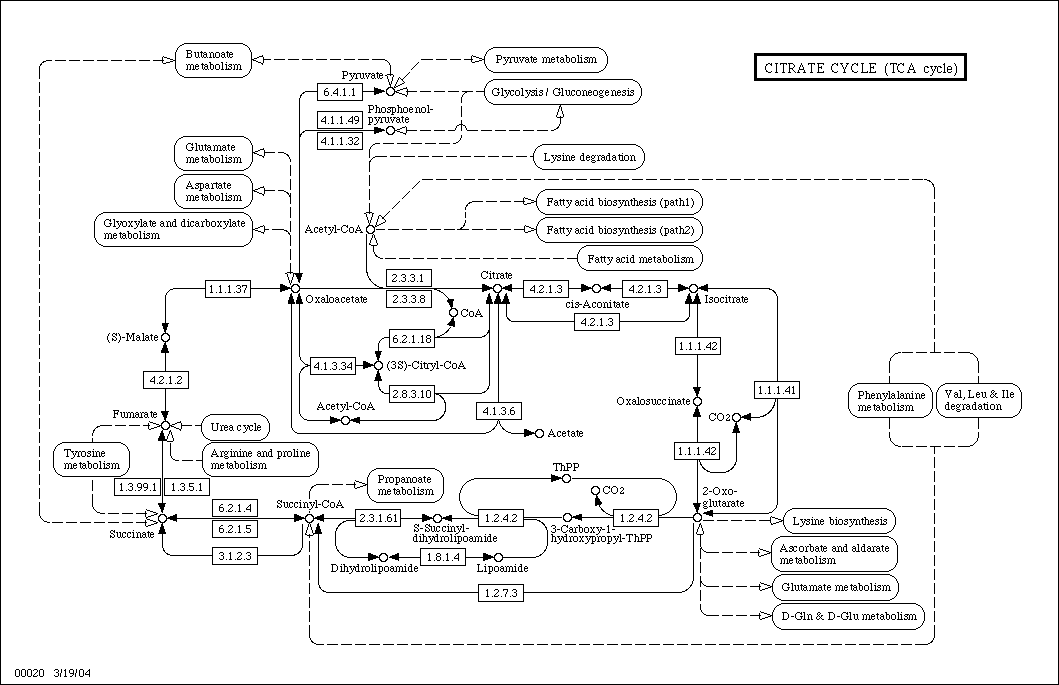 Butanoate
metabolism
Pyruvate
Pyruvate metabolism
CITRATE CYCLE (TCA cycle)
6.4.1.1
Glycolysis / Gluconeogenesis
Phosphoenol-
pyruvate
4.1.1.49
4.1.1.32
Glutamate
metabolism
Lysine degradation
Aspartate
metabolism
Fatty acid biosynthesis (path1)
Glyoxylate and dicarboxylate
metabolism
Acetyl-CoA
Fatty acid biosynthesis (path2)
Fatty acid metabolism
1.1.1.37
Oxaloacetate
2.3.3.1
2.3.3.8
Citrate
4.2.1.3
cis-Aconitate
4.2.1.3
Isocitrate
CoA
4.2.1.3
(S)-Malate
6.2.1.18
1.1.1.42
4.1.3.34
(3S)-Citryl-CoA
4.2.1.2
2.8.3.10
1.1.1.41
Phenylalanine
metabolism
Val, Leu & Ile
degradation
Acetyl-CoA
4.1.3.6
Oxalosuccinate
CO2
Fumarate
Urea cycle
Acetate
Tyrosine
metabolism
Arginine and proline
metabolism
1.1.1.42
1.3.99.1
1.3.5.1
Propanoate
metabolism
ThPP
CO2
2-Oxo-
glutarate
Succinyl-CoA
6.2.1.4
6.2.1.5
2.3.1.61
1.2.4.2
1.2.4.2
Lysine biosynthesis
Succinate
S-Succinyl-
dihydrolipoamide
3-Carboxy-1-
hydroxypropyl-ThPP
3.1.2.3
1.8.1.4
Ascorbate and aldarate
metabolism
Dihydrolipoamide
Lipoamide
Glutamate metabolism
1.2.7.3
D-Gln & D-Glu metabolism
00020 3/19/04